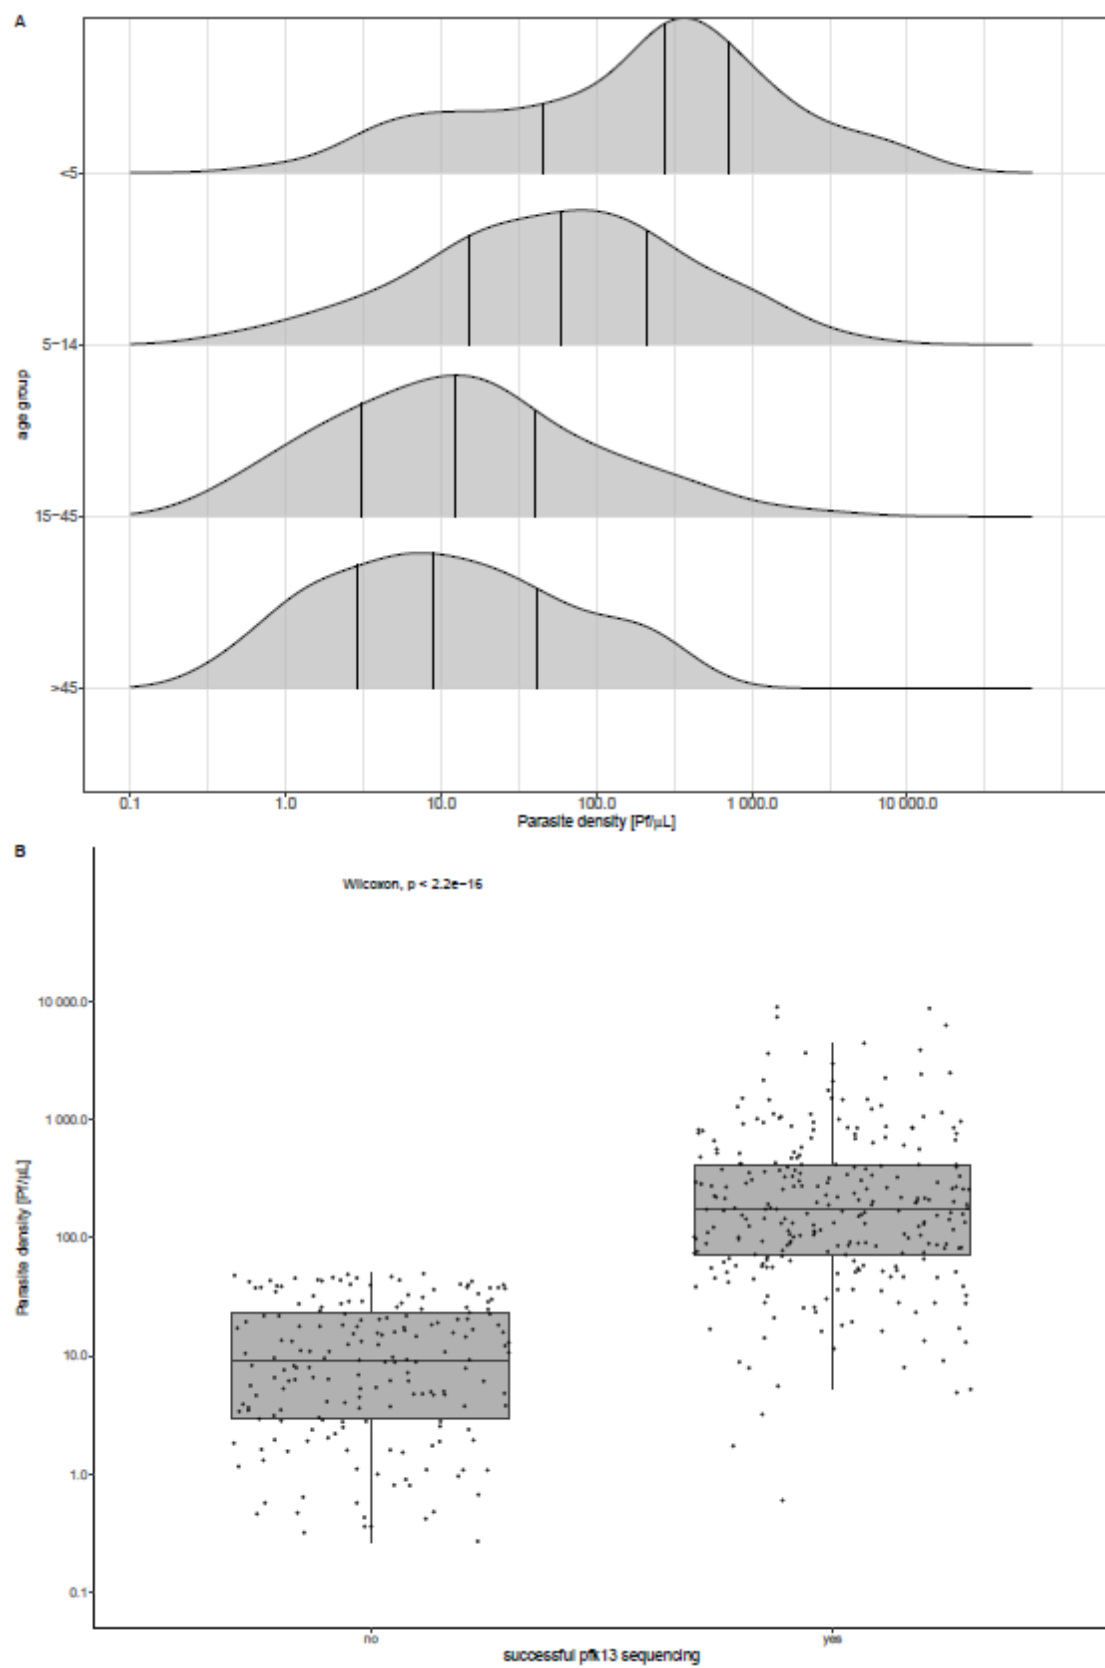 A
<5
5−14
15−45
>45
age group
0.1 1.0 10.0 100.0 1 000.0 10 000.0
Parasite density [Pf/µL]
B
Wilcoxon, p < 2.2e−16
10 000.0
1 000.0
100.0
10.0
1.0
0.1
Parasite density [Pf/µL]
no yes
successful pfk13 sequencing